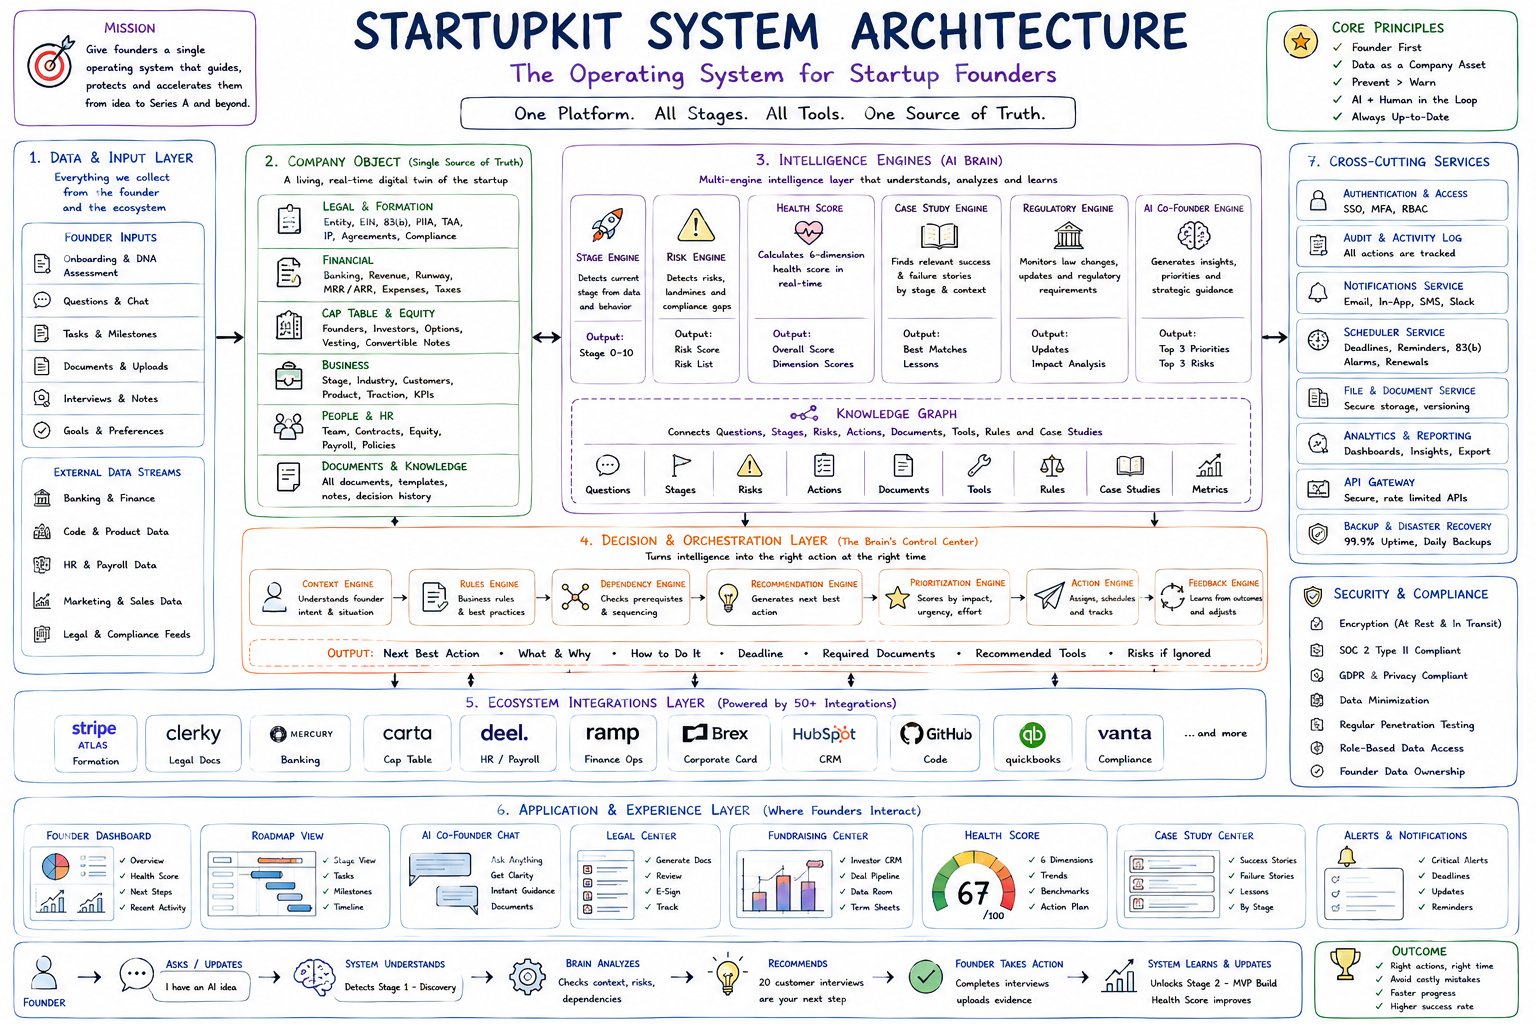 MISSION
Give founders a single
operating system that guides,
protects and accelerates them
from idea to Series A and beyond.
STARTUPKIT SYSTEM ARCHITECTURE
The Operating System for Startup Founders
One Platform. All Stages. All Tools. One Source of Truth.
CORE PRINCIPLES
Founder First
Data as a Company Asset
Prevent > Warn
AI + Human in the Loop
Always Up-to-Date
1. DATA & INPUT LAYER
Everything we collect
from the founder
and the ecosystem
FOUNDER INPUTS
Onboarding & DNA
Assessment
Questions & Chat
Tasks & Milestones
Documents & Uploads
Interviews & Notes
Goals & Preferences
EXTERNAL DATA STREAMS
Banking & Finance
Code & Product Data
HR & Payroll Data
Marketing & Sales Data
Legal & Compliance Feeds
2. COMPANY OBJECT (Single Source of Truth)
A living, real-time digital twin of the startup
LEGAL & FORMATION
Entity, EIN, 83(b), PIIA, TAA,
IP, Agreements, Compliance
FINANCIAL
Banking, Revenue, Runway,
MRR/ARR, Expenses, Taxes
CAP TABLE & EQUITY
Founders, Investors, Options,
Vesting, Convertible Notes
BUSINESS
Stage, Industry, Customers,
Product, Traction, KPIs
PEOPLE & HR
Team, Contracts, Equity,
Payroll, Policies
DOCUMENTS & KNOWLEDGE
All documents, templates,
notes, decision history
3. INTELLIGENCE ENGINES (AI BRAIN)
Multi-engine intelligence layer that understands, analyzes and learns
STAGE ENGINE
Detects current
stage from data
and behavior
Output:
Stage 0-10
RISK ENGINE
Detects risks,
landmines and
compliance gaps
Output:
Risk Score
Risk List
HEALTH SCORE
Calculates 6-dimension
health score in
real-time
Output:
Overall Score
Dimension Scores
CASE STUDY ENGINE
Finds relevant success
& failure stories
by stage & context
Output:
Best Matches
Lessons
REGULATORY ENGINE
Monitors law changes,
updates and regulatory
requirements
Output:
Updates
Impact Analysis
AI CO-FOUNDER ENGINE
Generates insights,
priorities and
strategic guidance
Output:
Top 3 Priorities
Top 3 Risks
KNOWLEDGE GRAPH
Connects Questions, Stages, Risks, Actions, Documents, Tools, Rules and Case Studies
Questions
Stages
Risks
Actions
Documents
Tools
Rules
Case Studies
Metrics
7. CROSS-CUTTING SERVICES
AUTHENTICATION & ACCESS
SSO, MFA, RBAC
AUDIT & ACTIVITY LOG
All actions are tracked
NOTIFICATIONS SERVICE
Email, In-App, SMS, Slack
SCHEDULER SERVICE
Deadlines, Reminders, 83(b)
Alarms, Renewals
FILE & DOCUMENT SERVICE
Secure storage, versioning
ANALYTICS & REPORTING
Dashboards, Insights, Export
API GATEWAY
Secure, rate limited APIs
BACKUP & DISASTER RECOVERY
99.9% Uptime, Daily Backups
4. DECISION & ORCHESTRATION LAYER (The Brain's Control Center)
Turns intelligence into the right action at the right time
CONTEXT ENGINE
Understands founder
intent & situation
RULES ENGINE
Business rules
& best practices
DEPENDENCY ENGINE
Checks prerequistes
& sequencing
RECOMMENDATION ENGINE
Generates next best
action
PRIORITIZATION ENGINE
Scores by impact,
urgency, effort
ACTION ENGINE
Assigns, schedules
and tracks
FEEDBACK ENGINE
Learns from outcomes
and adjusts
OUTPUT: Next Best Action • What & Why • How to Do It • Deadline • Required Documents • Recommended Tools • Risks if Ignored
SECURITY & COMPLIANCE
Encryption (At Rest & In Transit)
SOC 2 Type II Compliant
GDPR & Privacy Compliant
Data Minimization
Regular Penetration Testing
Role-Based Data Access
Founder Data Ownership
5. ECOSYSTEM INTEGRATIONS LAYER (Powered by 50+ Integrations)
stripe
ATLAS
Formation
clerky
Legal Docs
MERCURY
Banking
carta
Cap Table
deel.
HR / Payroll
ramp
Finance Ops
Brex
Corporate Card
HubSpot
CRM
GitHub
Code
qb
quickbooks
vanta
Compliance
... and more
6. APPLICATION & EXPERIENCE LAYER (Where Founders Interact)
FOUNDER DASHBOARD
Overview
Health Score
Next Steps
Recent Activity
ROADMAP VIEW
Stage View
Tasks
Milestones
Timeline
AI CO-FOUNDER CHAT
Ask Anything
Get Clarity
Instant Guidance
Documents
LEGAL CENTER
Generate Docs
Review
E-Sign
Track
FUNDRAISING CENTER
Investor CRM
Deal Pipeline
Data Room
Term Sheets
HEALTH SCORE
67
/100
6 Dimensions
Trends
Benchmarks
Action Plan
CASE STUDY CENTER
Success Stories
Failure Stories
Lessons
By Stage
ALERTS & NOTIFICATIONS
Critical Alerts
Deadlines
Updates
Reminders
FOUNDER
ASKS / UPDATES
I have an AI idea
SYSTEM UNDERSTANDS
Detects Stage 1 - Discovery
BRAIN ANALYZES
Checks context, risks,
dependencies
RECOMMENDS
20 customer interviews
are your next step
FOUNDER TAKES ACTION
Completes interviews
uploads evidence
SYSTEM LEARNS & UPDATES
Unlocks Stage 2 - MVP Build
Health Score improves
OUTCOME
Right actions, right time
Avoid costly mistakes
Faster progress
Higher success rate